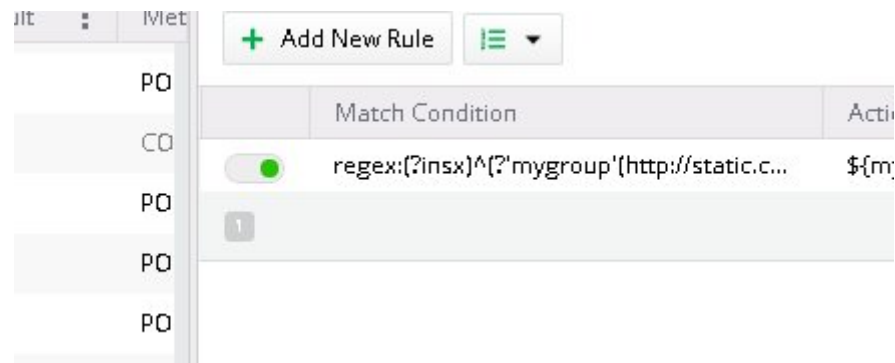 ult Met
PO
CO
PO
PO
PO
+ Add New Rule
Match Condition Acti
regex:(?insx)^(?'mygroup'(http://static.c... ${my
1